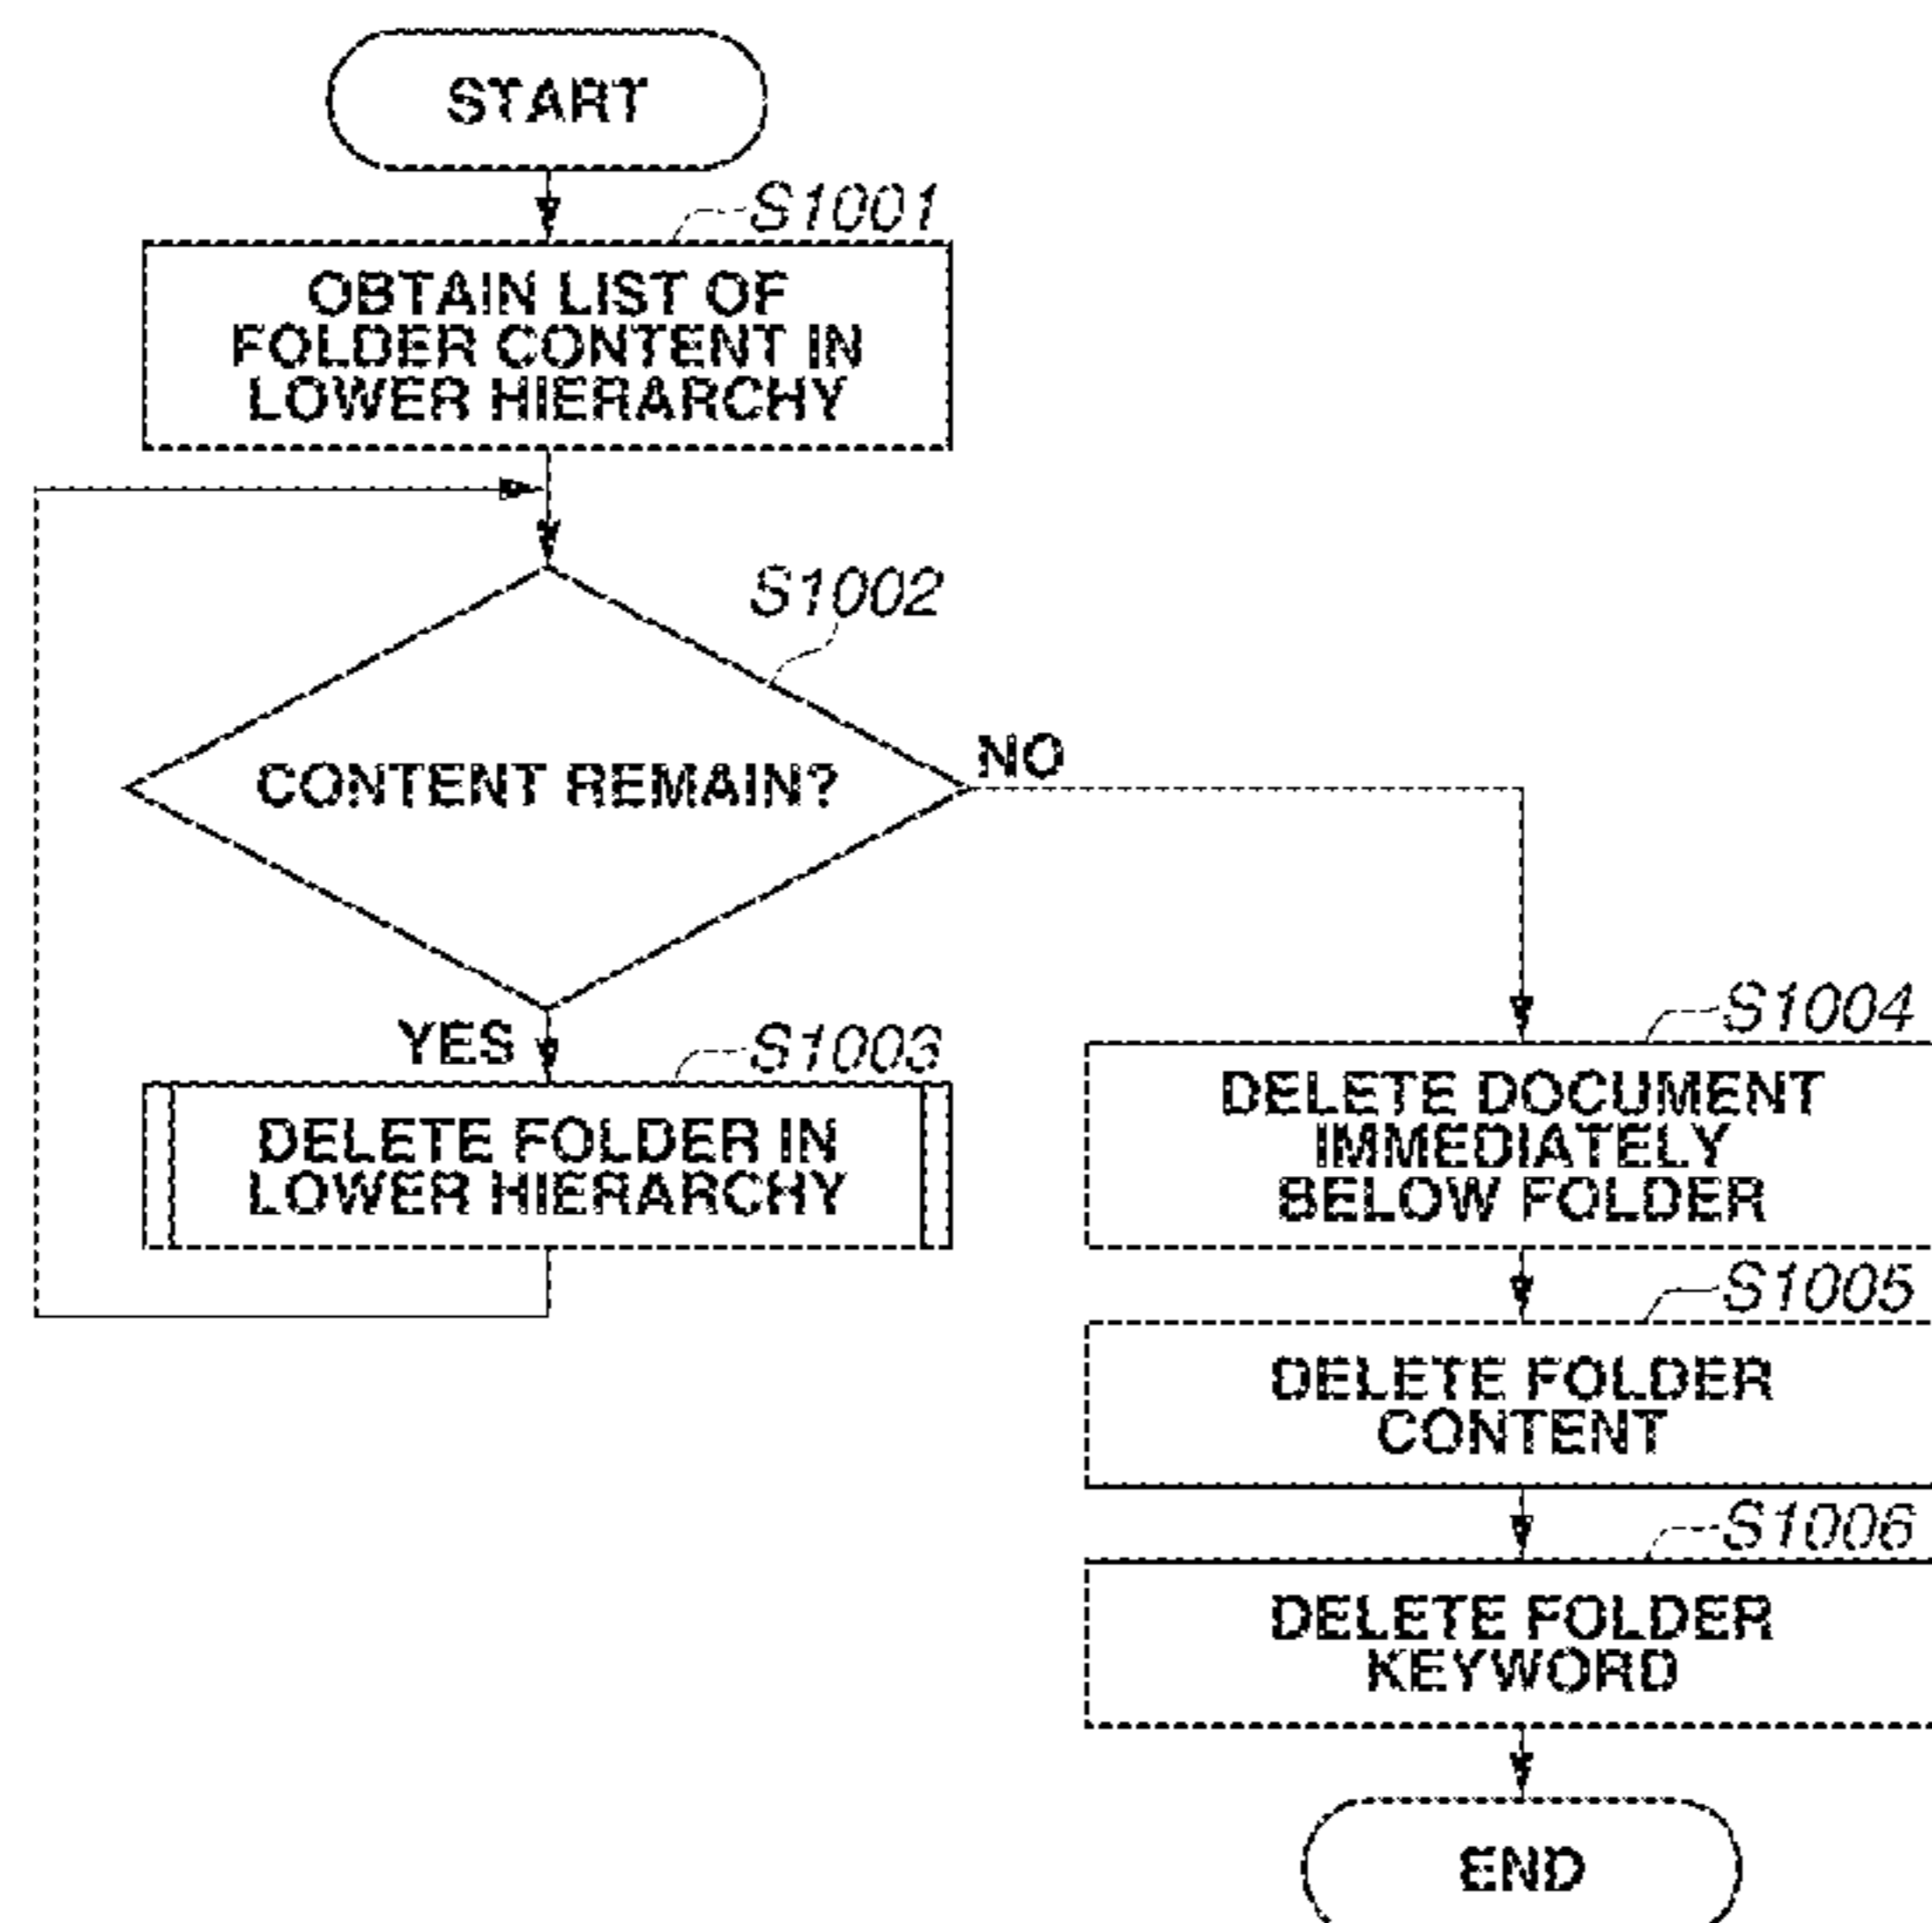 START
S1001
OBTAIN LIST OF
FOLDER CONTENT IN
LOWER HIERARCHY
S1002
CONTENT REMAIN?
NO
YES
S1003
DELETE FOLDER IN
LOWER HIERARCHY
S1004
DELETE DOCUMENT
IMMEDIATELY
BELOW FOLDER
S1005
DELETE FOLDER
CONTENT
S1006
DELETE FOLDER
KEYWORD
END